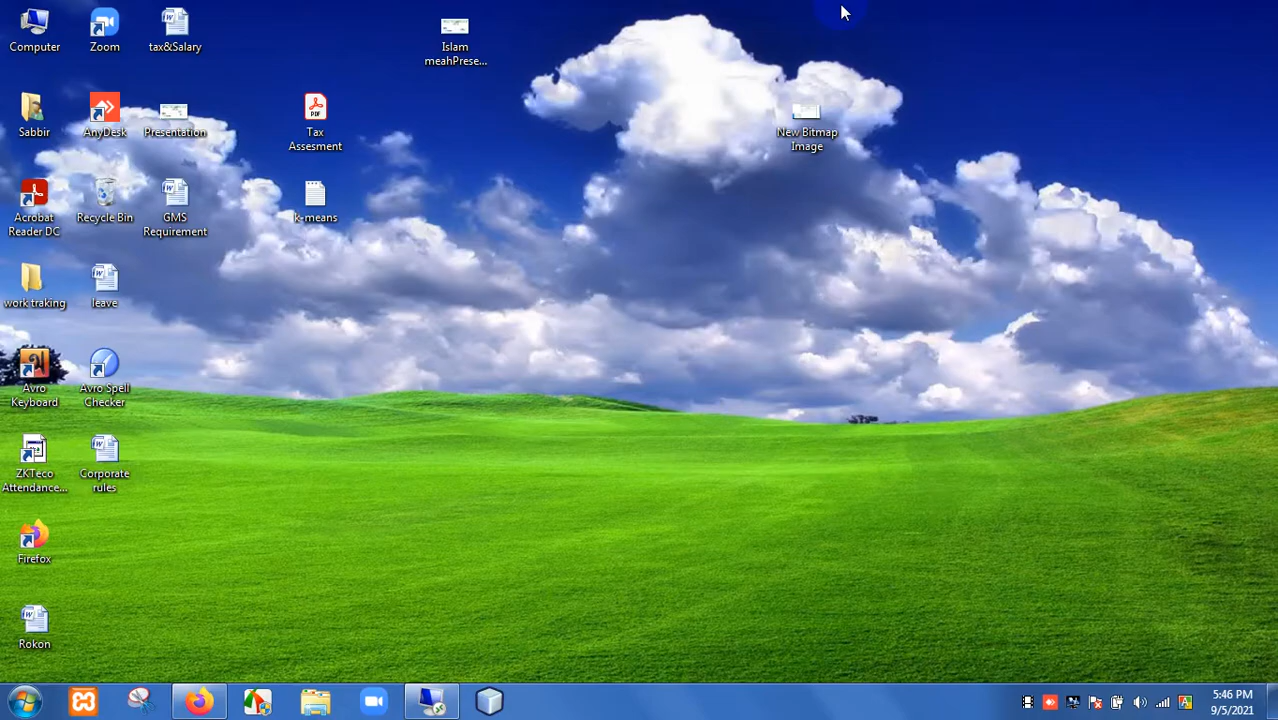 Computer
Zoom
tax&Salary
Islam
meahPrese...
Sabbir
AnyDesk
Presentation
PDF
Tax
Assesment
New Bitmap
Image
Acrobat
Reader DC
Recycle Bin
GMS
Requirement
k-means
work traking
leave
Avro
Keyboard
Avro Spell
Checker
ZKTeco
Attendance...
Corporate
rules
Firefox
Rokon
5:46 PM
9/5/2021